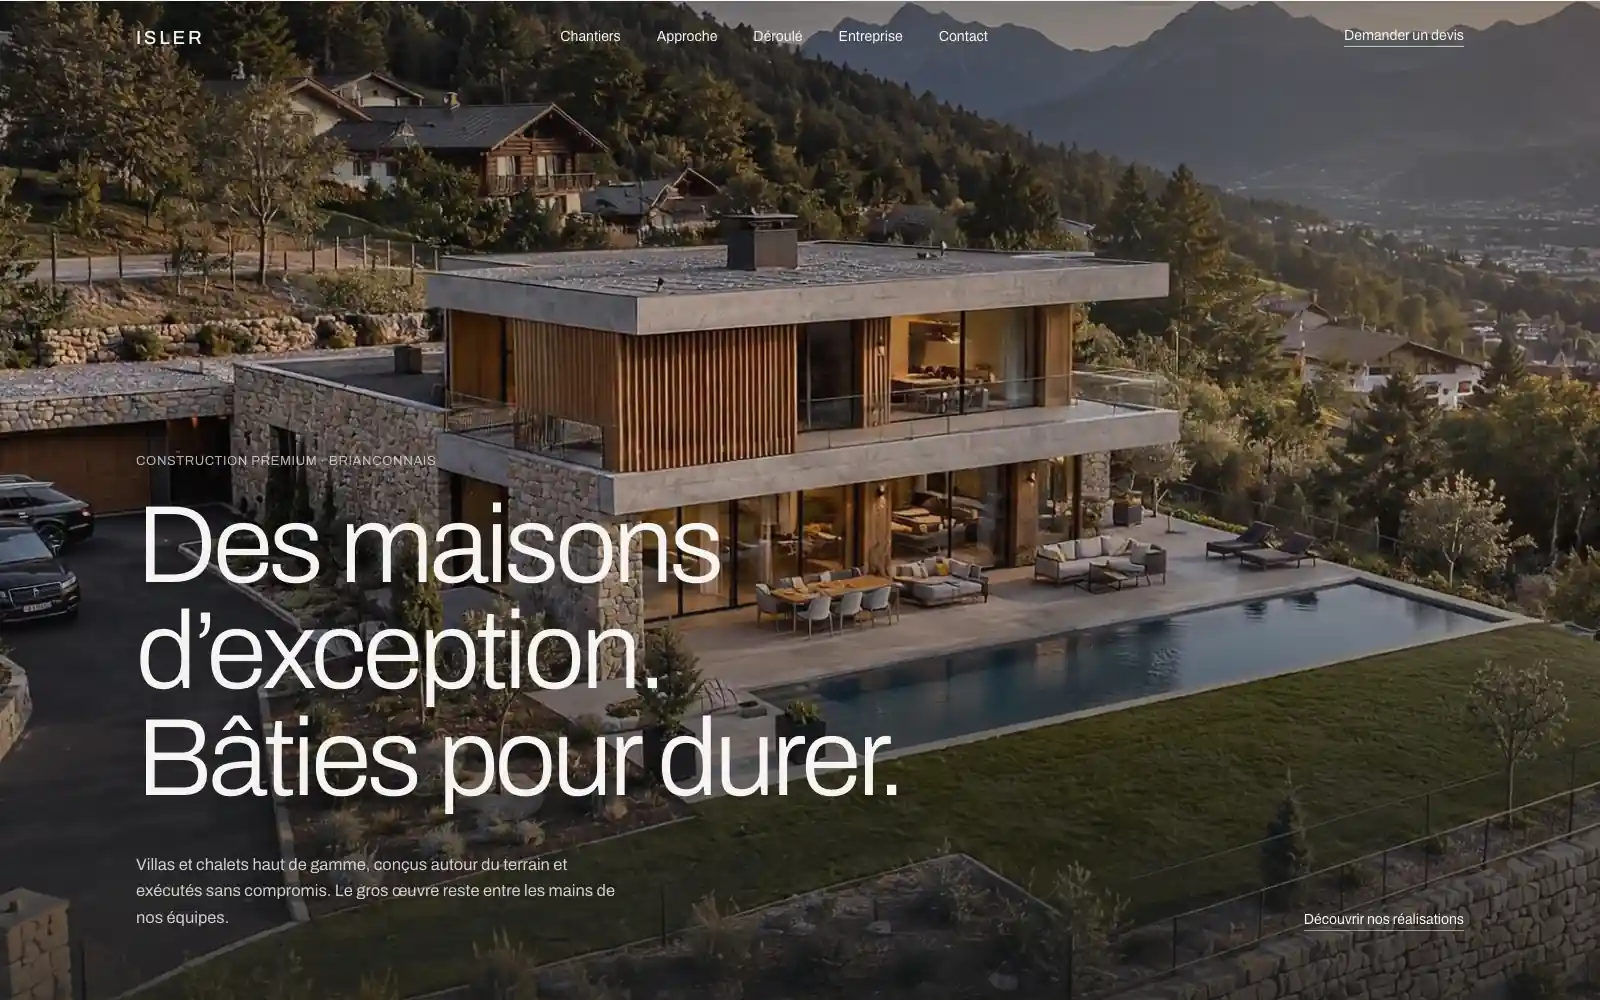 ISLER
Chantiers
Approche
Déroulé
Entreprise
Contact
Demander un devis
CONSTRUCTION PREMIUM · BRIANÇONNAIS
Des maisons
d’exception.
Bâties pour durer.
Villas et chalets haut de gamme, conçus autour du terrain et
exécutés sans compromis. Le gros œuvre reste entre les mains de
nos équipes.
Découvrir nos réalisations